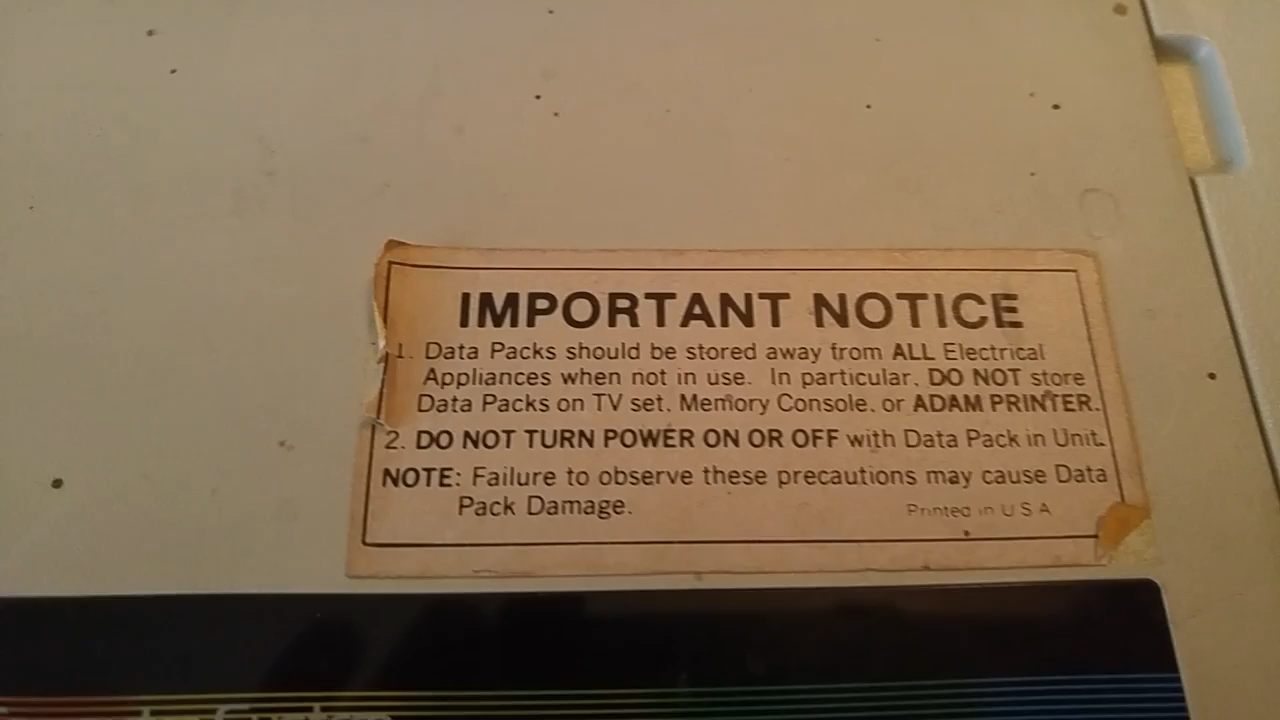 IMPORTANT NOTICE
1. Data Packs should be stored away from ALL Electrical
Appliances when not in use. In particular, DO NOT store
Data Packs on TV set, Memory Console, or ADAM PRINTER.
2. DO NOT TURN POWER ON OR OFF with Data Pack in Unit.
NOTE: Failure to observe these precautions may cause Data
Pack Damage.
Printed in U S A